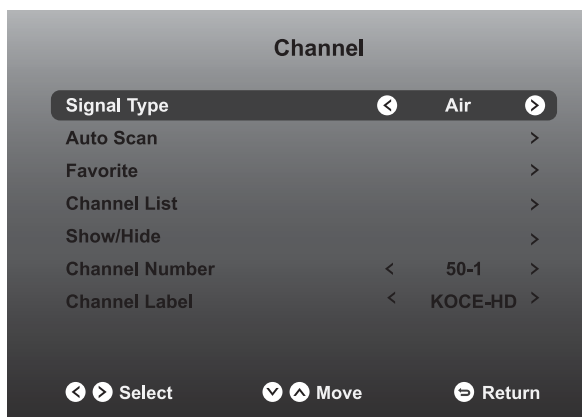 Channel
Signal Type < Air >
Auto Scan >
Favorite >
Channel List >
Show/Hide >
Channel Number < 50-1 >
Channel Label < KOCE-HD >
Select Move Return